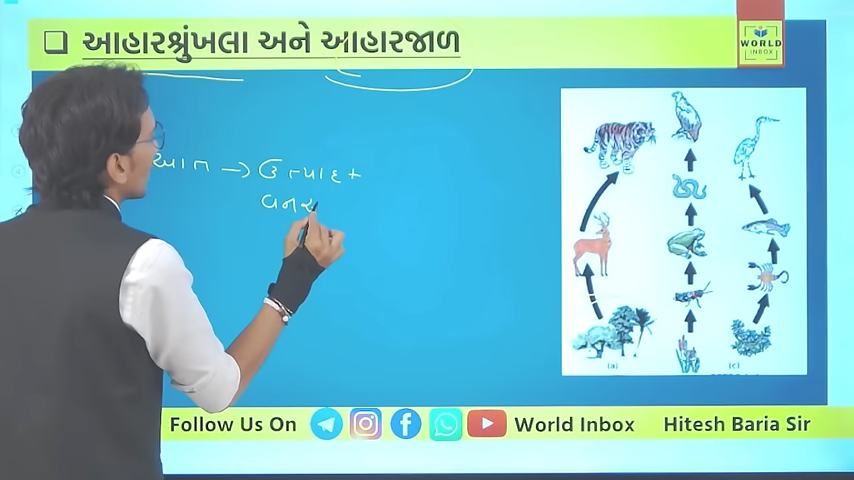 ❑ આહારશ્રુંખલા અને આહારજાળ
WORLD
INBOX
→ ઉત્પાદક
વનસ
(a)
(c)
Follow Us On
World Inbox
Hitesh Baria Sir